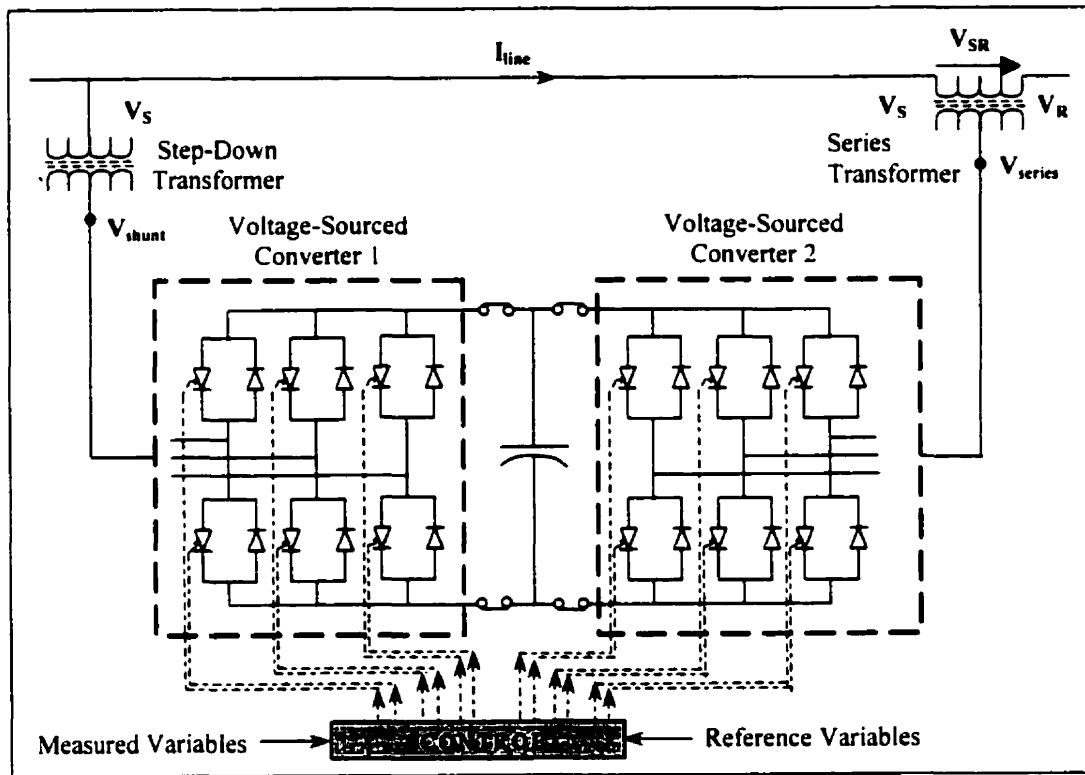 I_line
V_SR
V_S
V_S
V_R
Step-Down
Transformer
Series
Transformer
V_series
V_shunt
Voltage-Sourced
Converter 1
Voltage-Sourced
Converter 2
CONTROL
Measured Variables
Reference Variables